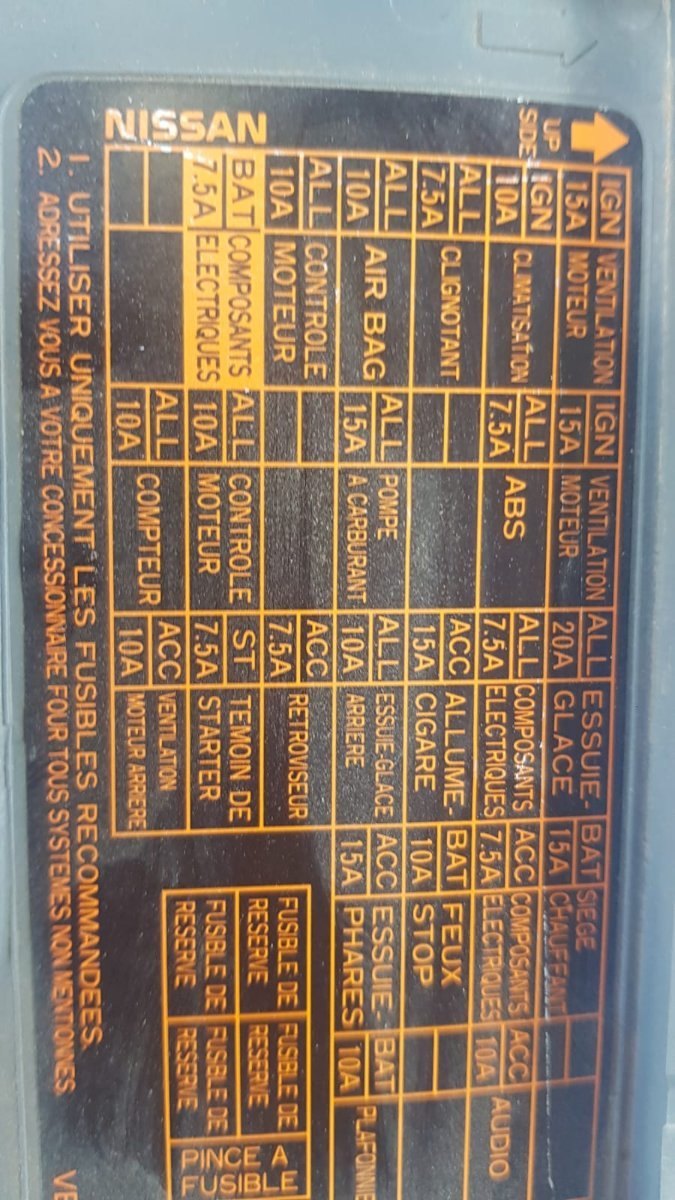 UP
SIDE
IGN VENTILATION IGN VENTILATION ALL ESSUIE- BAT SIEGE
15A MOTEUR 15A MOTEUR 20A GLACE 15A CHAUFFANT
IGN CLIMATISATION ALL ABS ALL COMPOSANTS ACC COMPOSANTS ACC AUDIO
10A 7.5A 7.5A ELECTRIQUES 7.5A ELECTRIQUES 10A
ALL CLIGNOTANT ACC ALLUME- BAT FEUX
7.5A 15A CIGARE 10A STOP
ALL AIR BAG ALL POMPE ALL ESSUIE-GLACE ACC ESSUIE- BAT
10A 15A A CARBURANT 10A ARRIERE 15A PHARES 10A
ALL CONTROLE ACC RETROVISEUR
10A MOTEUR 7.5A
BAT COMPOSANTS ALL CONTROLE ST TEMOIN DE
7.5A ELECTRIQUES 10A MOTEUR 7.5A STARTER
ALL COMPTEUR ACC VENTILATION
10A 10A MOTEUR ARRIERE
FUSIBLE DE FUSIBLE DE
RESERVE RESERVE
FUSIBLE DE FUSIBLE DE
RESERVE RESERVE
PINCE A
FUSIBLE
NISSAN
1. UTILISER UNIQUEMENT LES FUSIBLES RECOMMANDEES.
2. ADRESSEZ VOUS A VOTRE CONCESSIONNAIRE FOUR TOUS SYSTEMES NON MENTIONNES